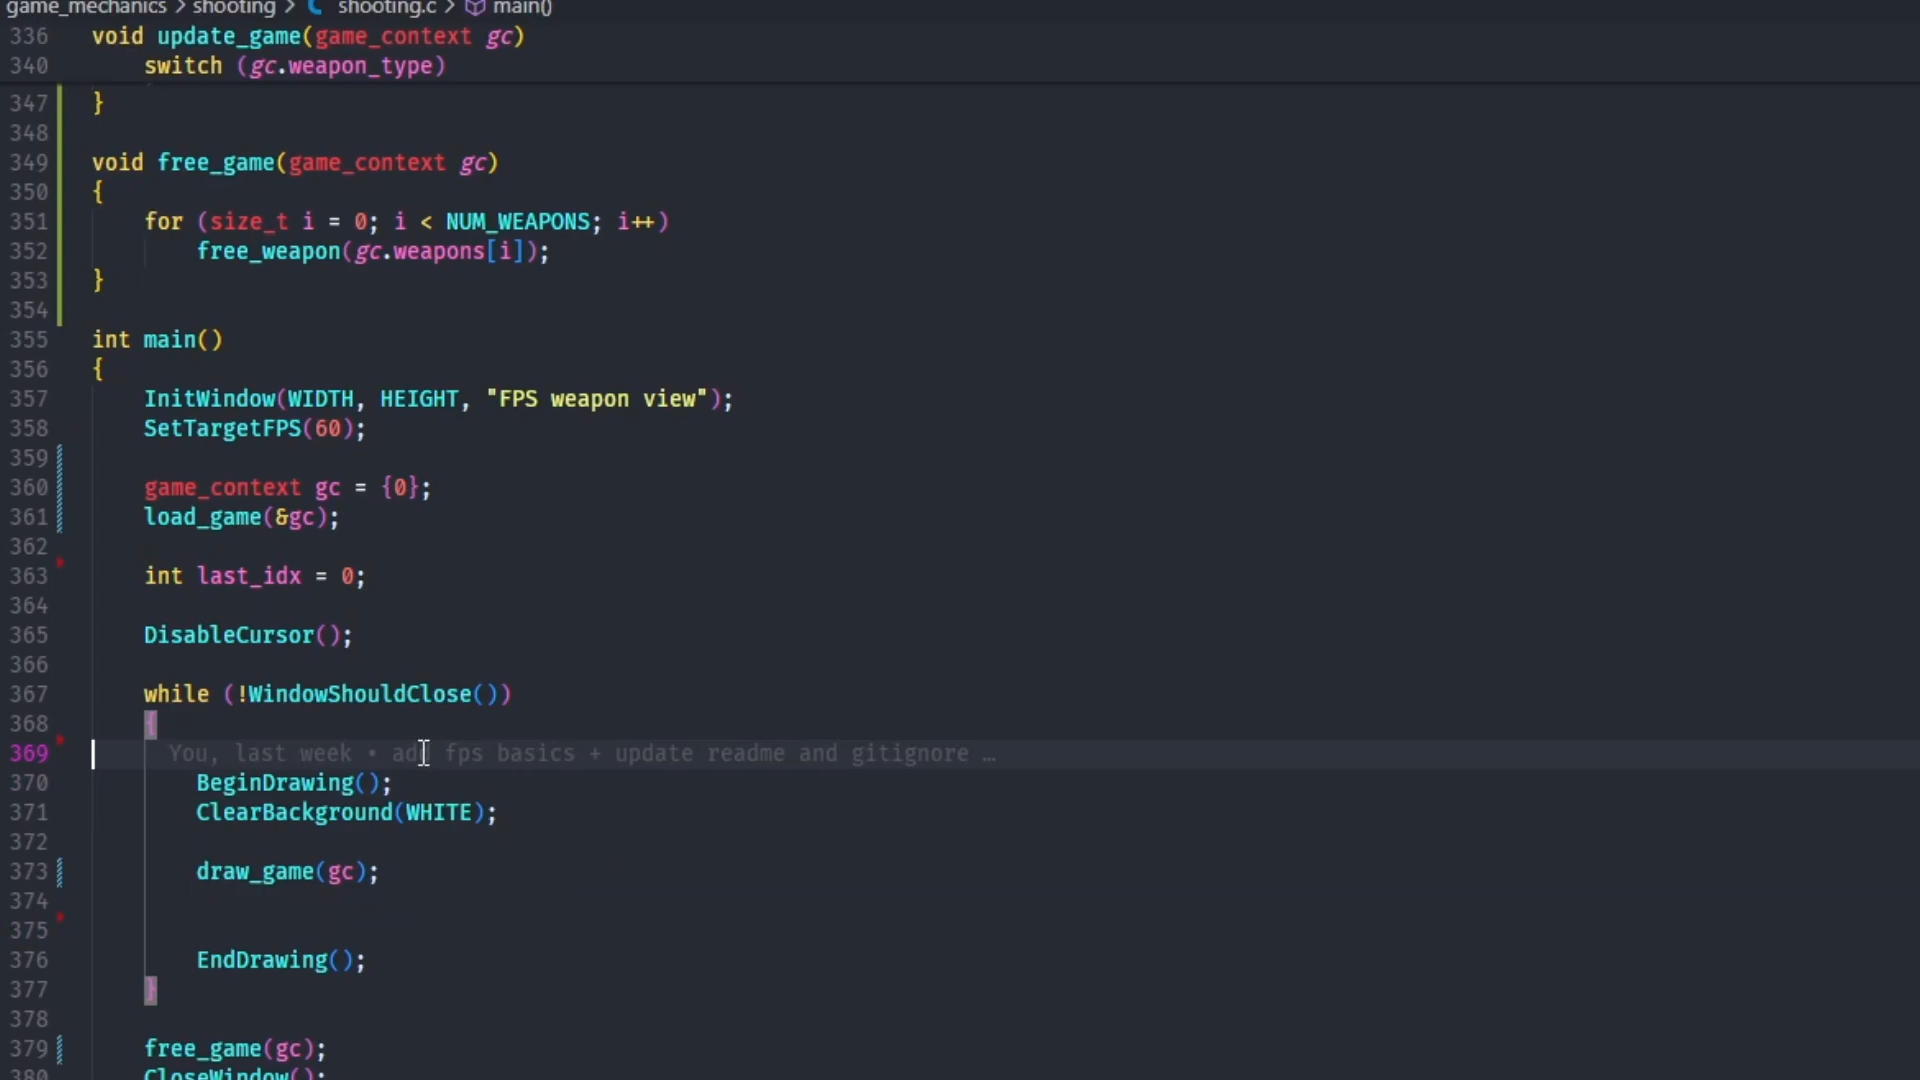 game_mechanics > shooting > C shooting.c > main()
336 void update_game(game_context gc)
340 switch (gc.weapon_type)
347 }
348
349 void free_game(game_context gc)
350 {
351 for (size_t i = 0; i < NUM_WEAPONS; i++)
352 free_weapon(gc.weapons[i]);
353 }
354
355 int main()
356 {
357 InitWindow(WIDTH, HEIGHT, "FPS weapon view");
358 SetTargetFPS(60);
359
360 game_context gc = {0};
361 load_game(&gc);
362
363 int last_idx = 0;
364
365 DisableCursor();
366
367 while (!WindowShouldClose())
368 {
369 You, last week • add fps basics + update readme and gitignore …
370 BeginDrawing();
371 ClearBackground(WHITE);
372
373 draw_game(gc);
374
375
376 EndDrawing();
377 }
378
379 free_game(gc);
380 CloseWindow();